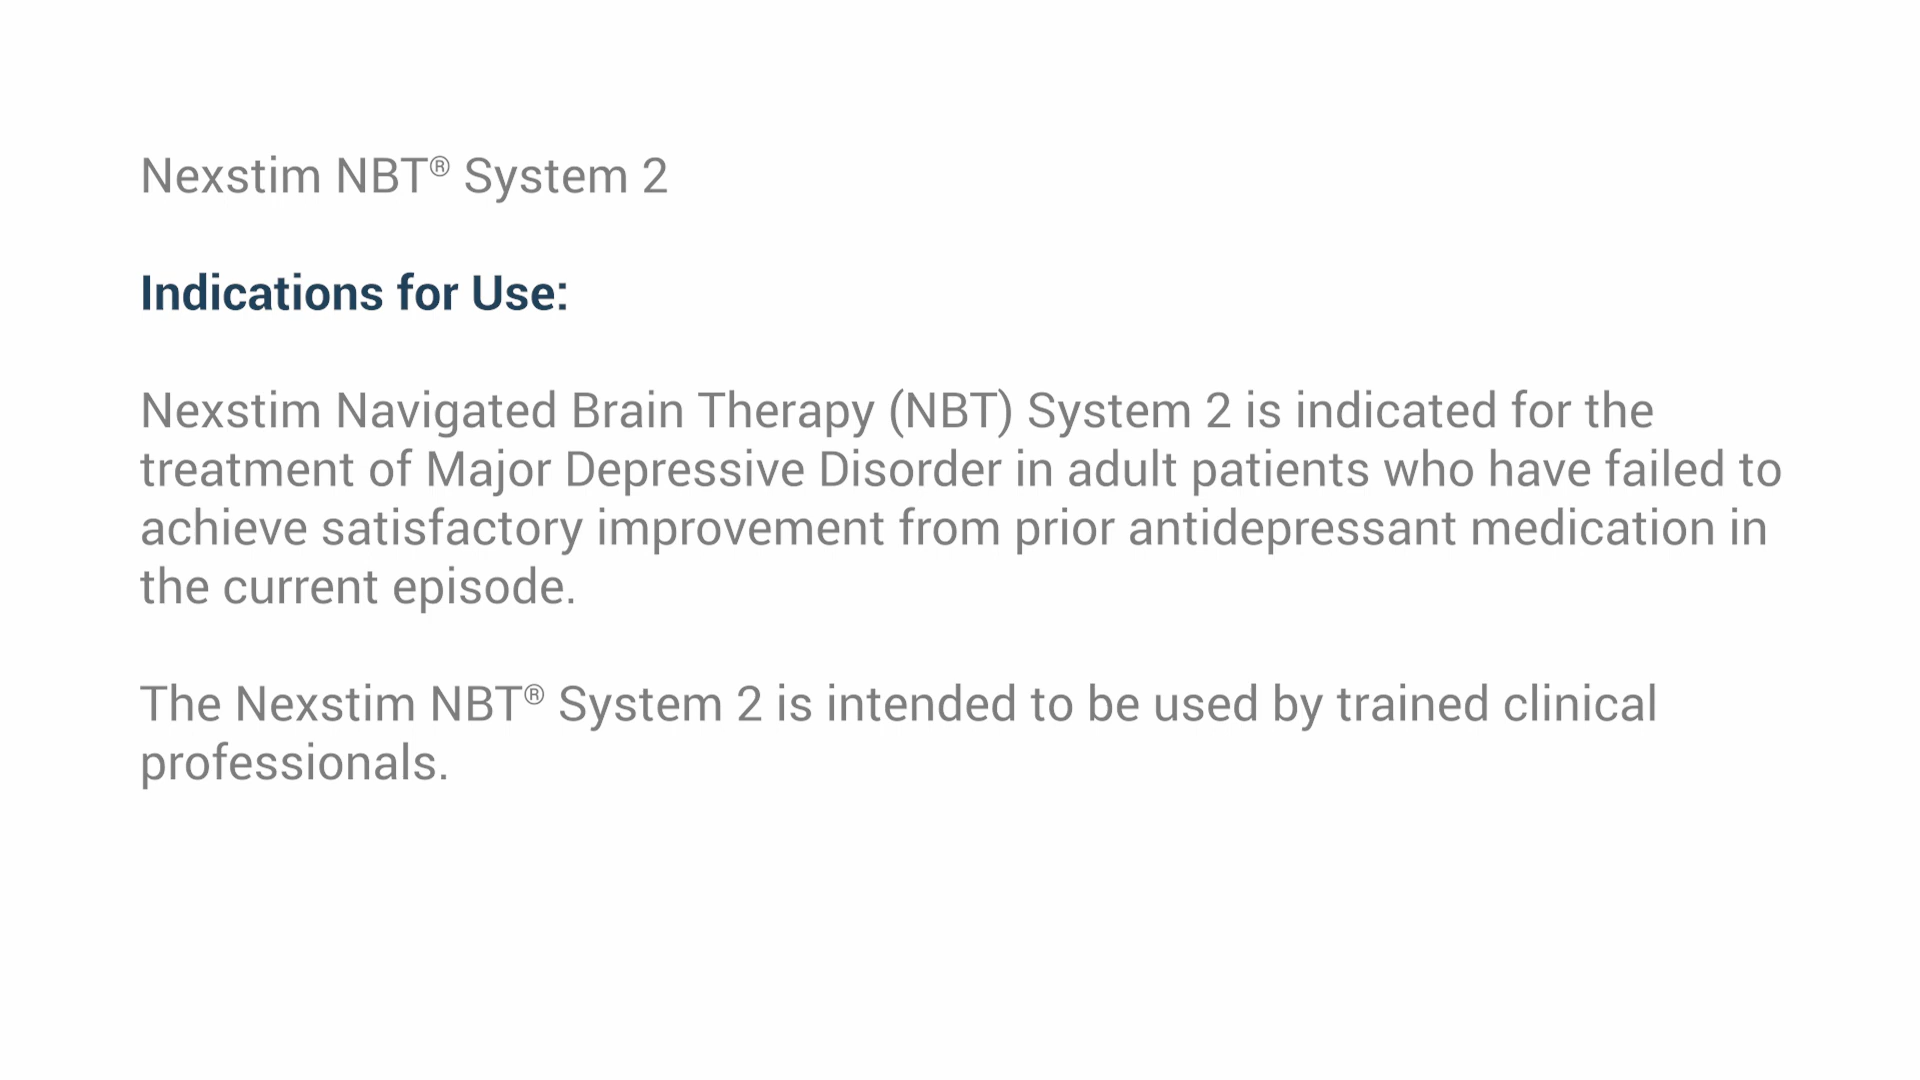 Nexstim NBT® System 2
Indications for Use:
Nexstim Navigated Brain Therapy (NBT) System 2 is indicated for the
treatment of Major Depressive Disorder in adult patients who have failed to
achieve satisfactory improvement from prior antidepressant medication in
the current episode.
The Nexstim NBT® System 2 is intended to be used by trained clinical
professionals.